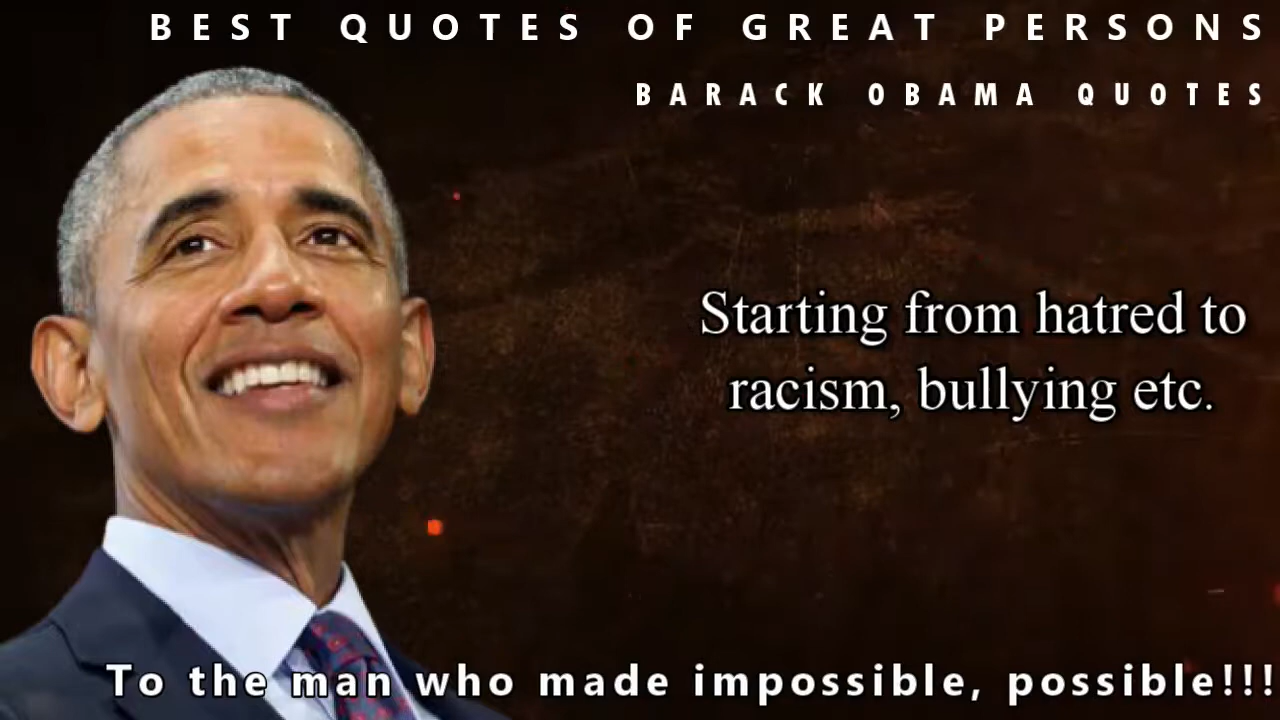 BEST QUOTES OF GREAT PERSONS
BARACK OBAMA QUOTES
Starting from hatred to
racism, bullying etc.
To the man who made impossible, possible!!!